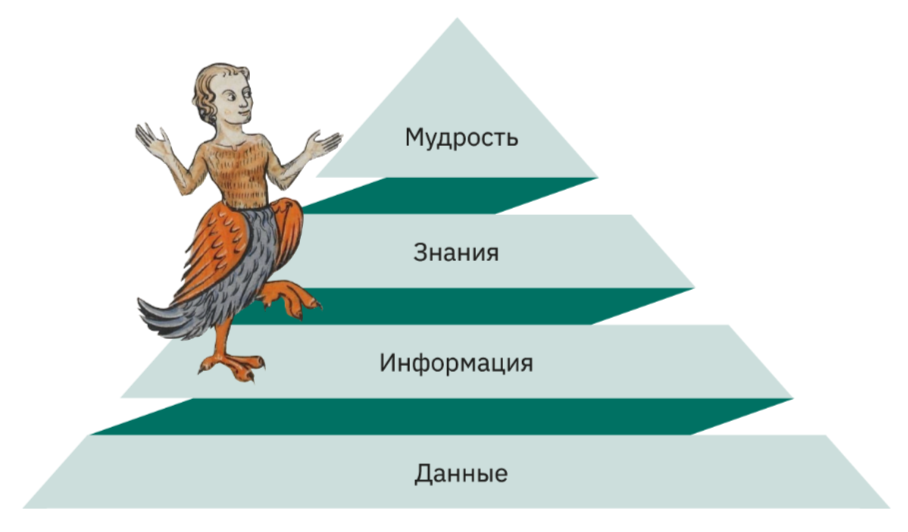 Мудрость
Знания
Информация
Данные